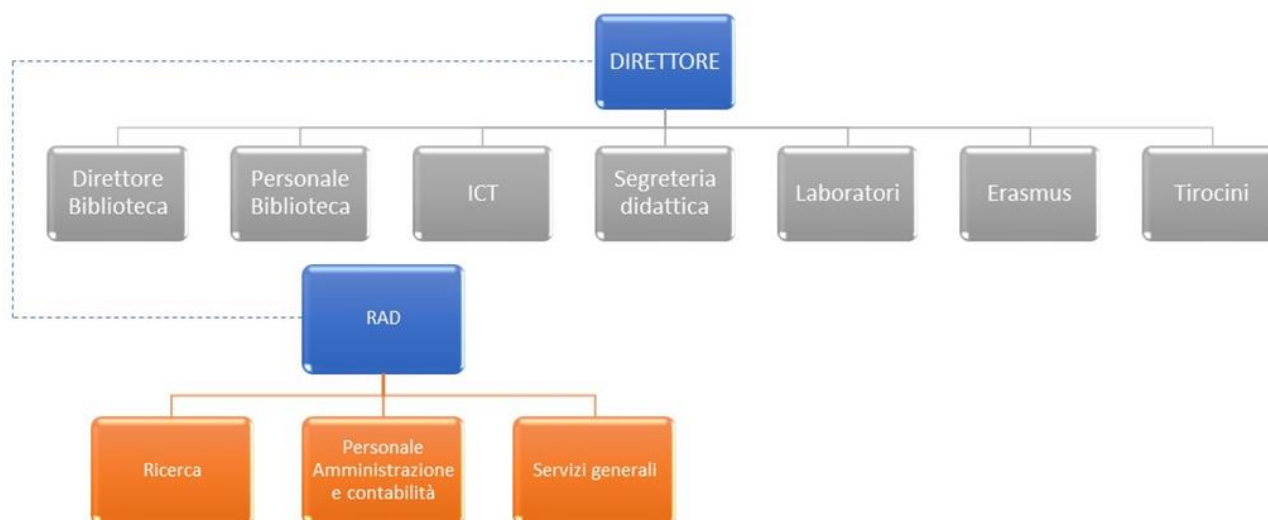 DIRETTORE
Direttore
Biblioteca
Personale
Biblioteca
ICT
Segreteria
didattica
Laboratori
Erasmus
Tirocini
RAD
Ricerca
Personale
Amministrazione
e contabilità
Servizi generali